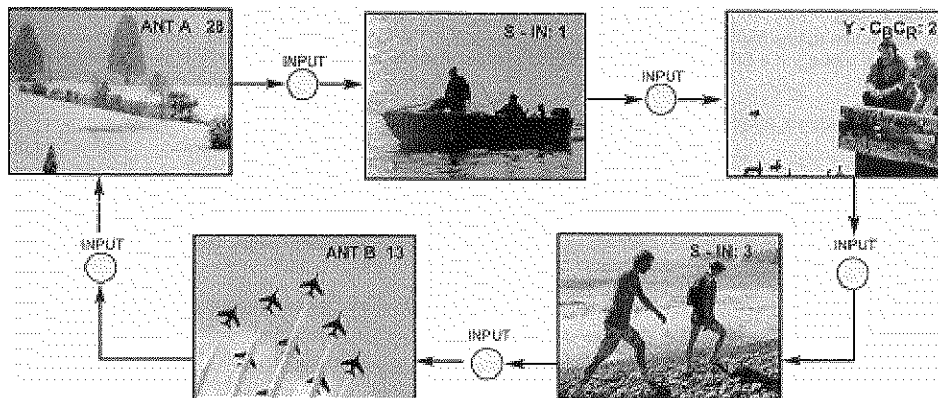 ANT A 28
INPUT
S - IN: 1
INPUT
Y - CBCR: 2
INPUT
S - IN: 3
INPUT
ANT B 13
INPUT